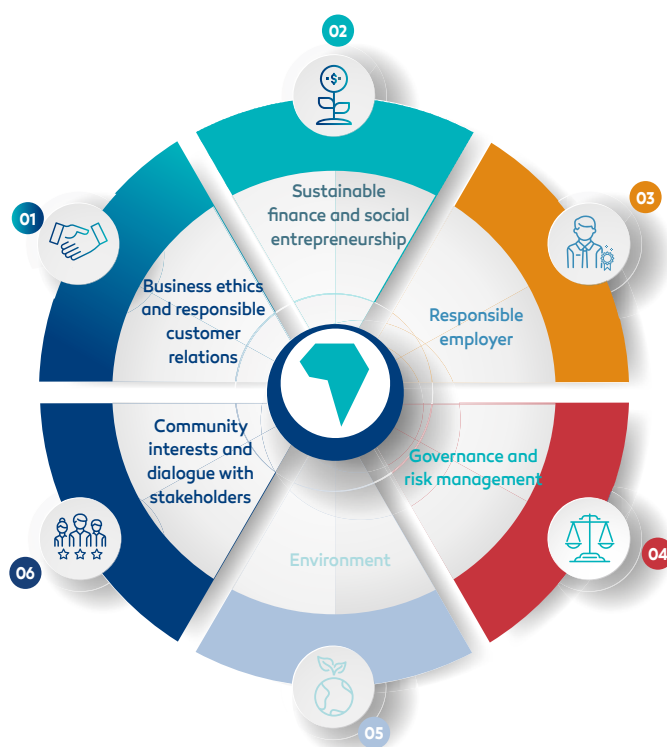 02
Sustainable
finance and social
entrepreneurship
03
Responsible
employer
01
Business ethics
and responsible
customer
relations
Community
interests and
dialogue with
stakeholders
06
Governance and
risk management
04
Environment
05